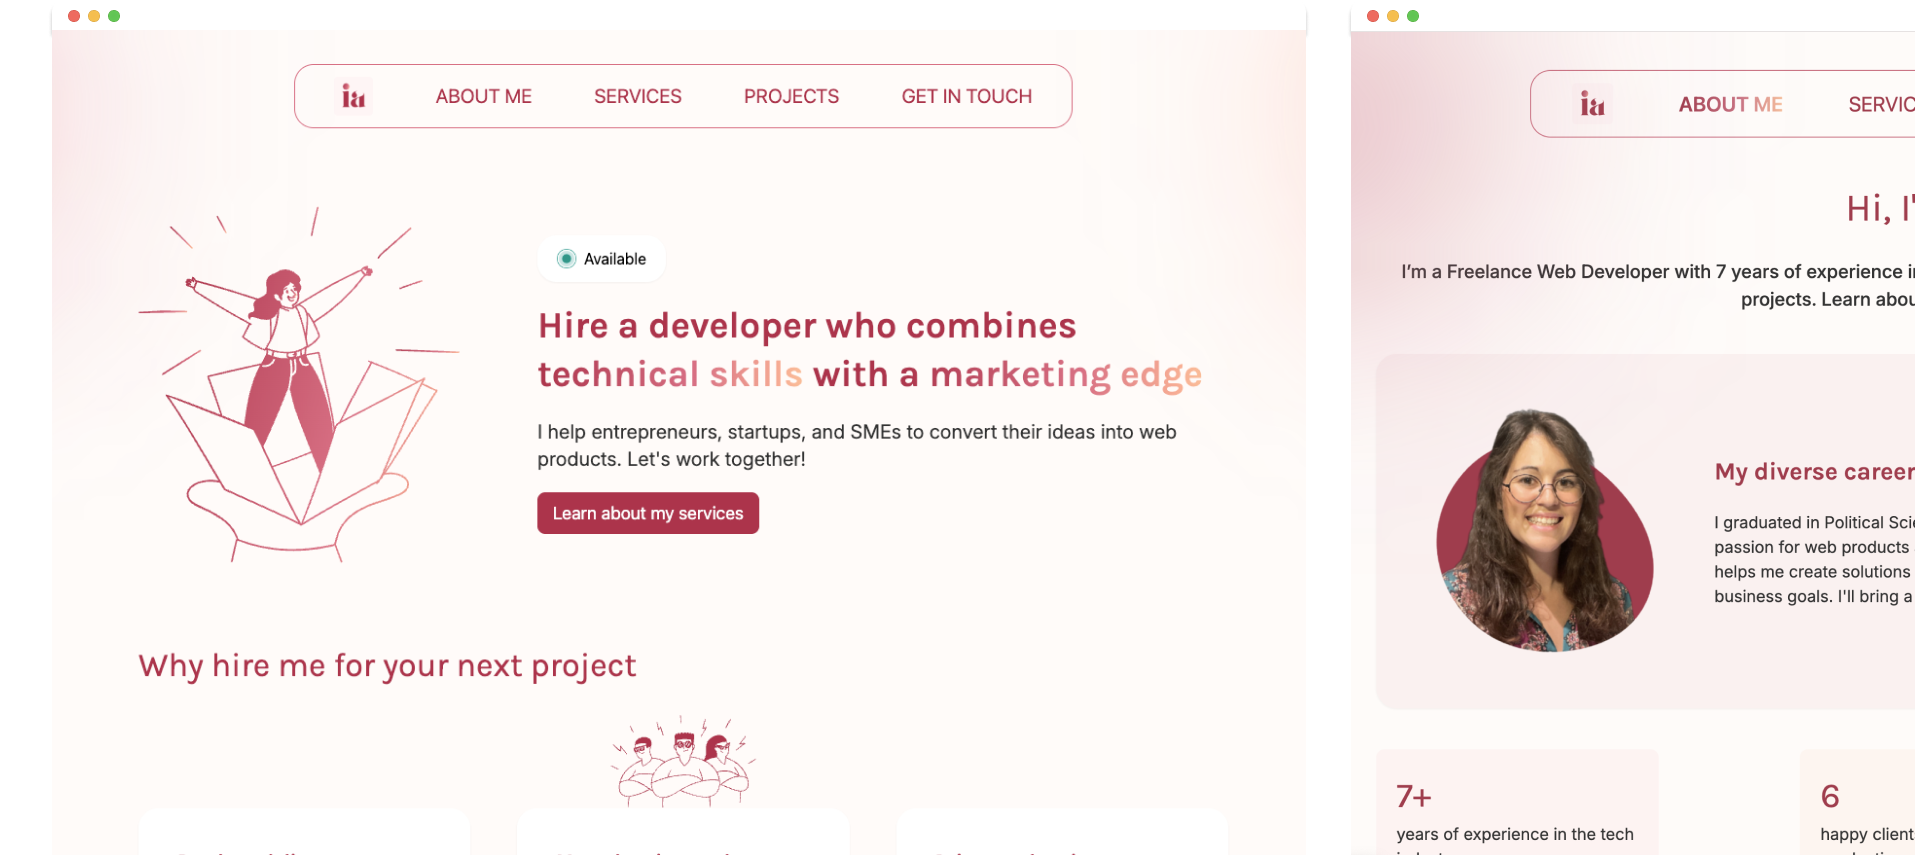 ia
ABOUT ME
SERVICES
PROJECTS
GET IN TOUCH
Available
Hire a developer who combines
technical skills with a marketing edge
I help entrepreneurs, startups, and SMEs to convert their ideas into web
products. Let's work together!
Learn about my services
Why hire me for your next project
ia
ABOUT ME
Hi,
I’m a Freelance Web Developer with 7 years of experience
projects. Learn
My diverse career
I graduated in Political
passion for web products
helps me create solutions
business goals. I'll bring a
7+
years of experience in the tech
6
happy